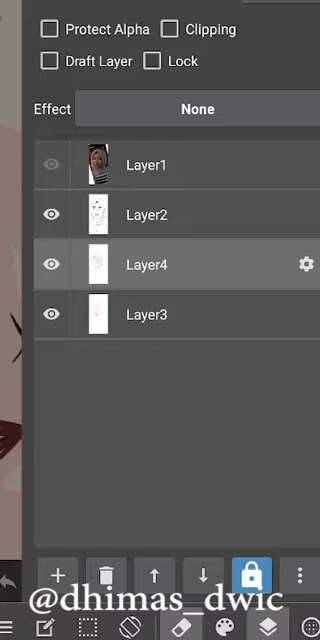 Protect Alpha Clipping
Draft Layer Lock
Effect None
Layer1
Layer2
Layer4
Layer3
@dhimas_dwic